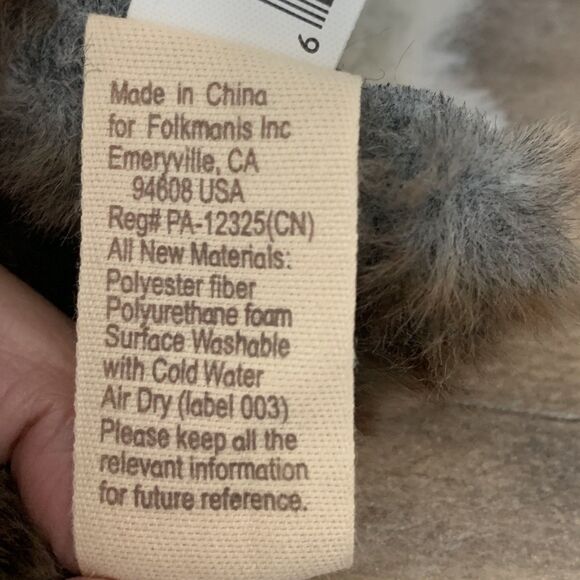 6
Made in China
for Folkmanis Inc
Emeryville, CA
94608 USA
Reg# PA-12325(CN)
All New Materials:
Polyester fiber
Polyurethane foam
Surface Washable
with Cold Water
Air Dry (label 003)
Please keep all the
relevant information
for future reference.